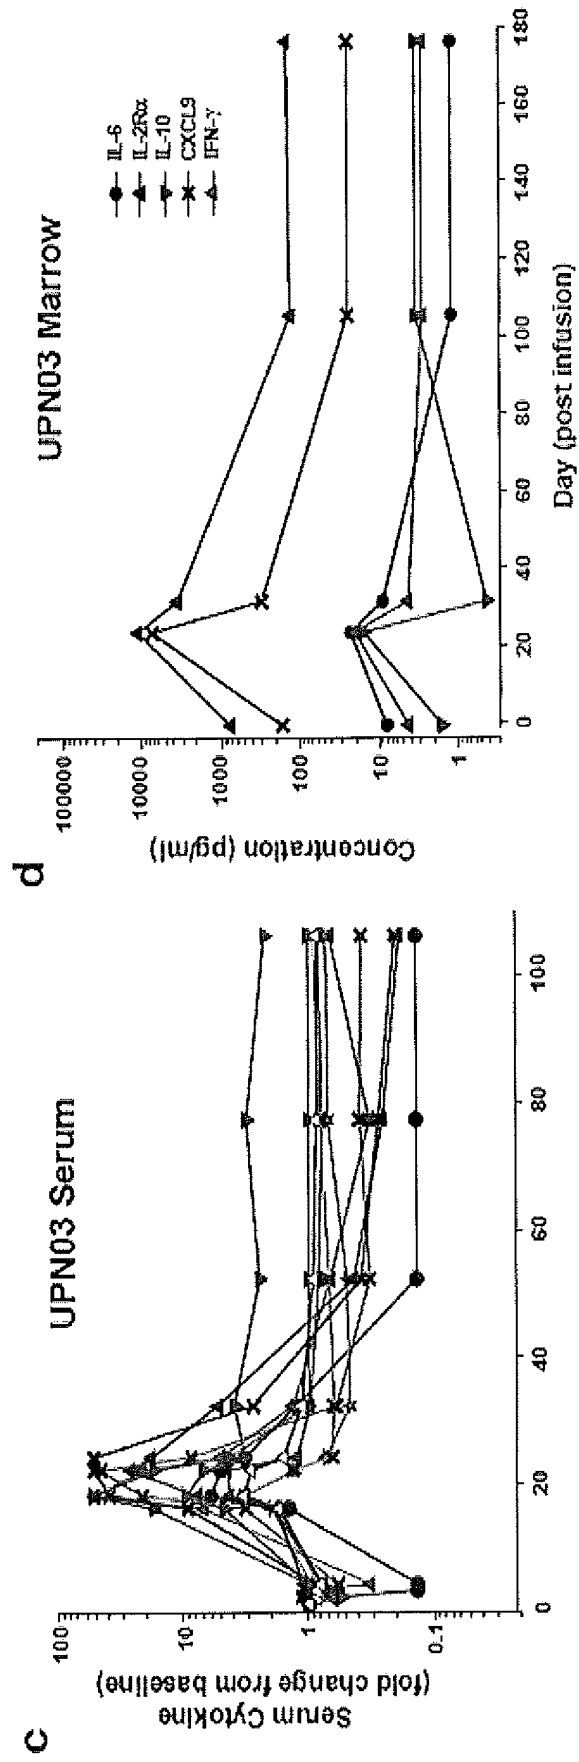 c
UPN03 Serum
Serum Cytokine
(fold change from baseline)
100
10
1
0.1
0
20
40
60
80
100
d
UPN03 Marrow
Concentration (pg/ml)
100000
10000
1000
100
10
1
0
20
40
60
80
100
120
140
160
180
Day (post infusion)
IL-6
IL-2Rα
IL-10
CXCL9
IFN-γ